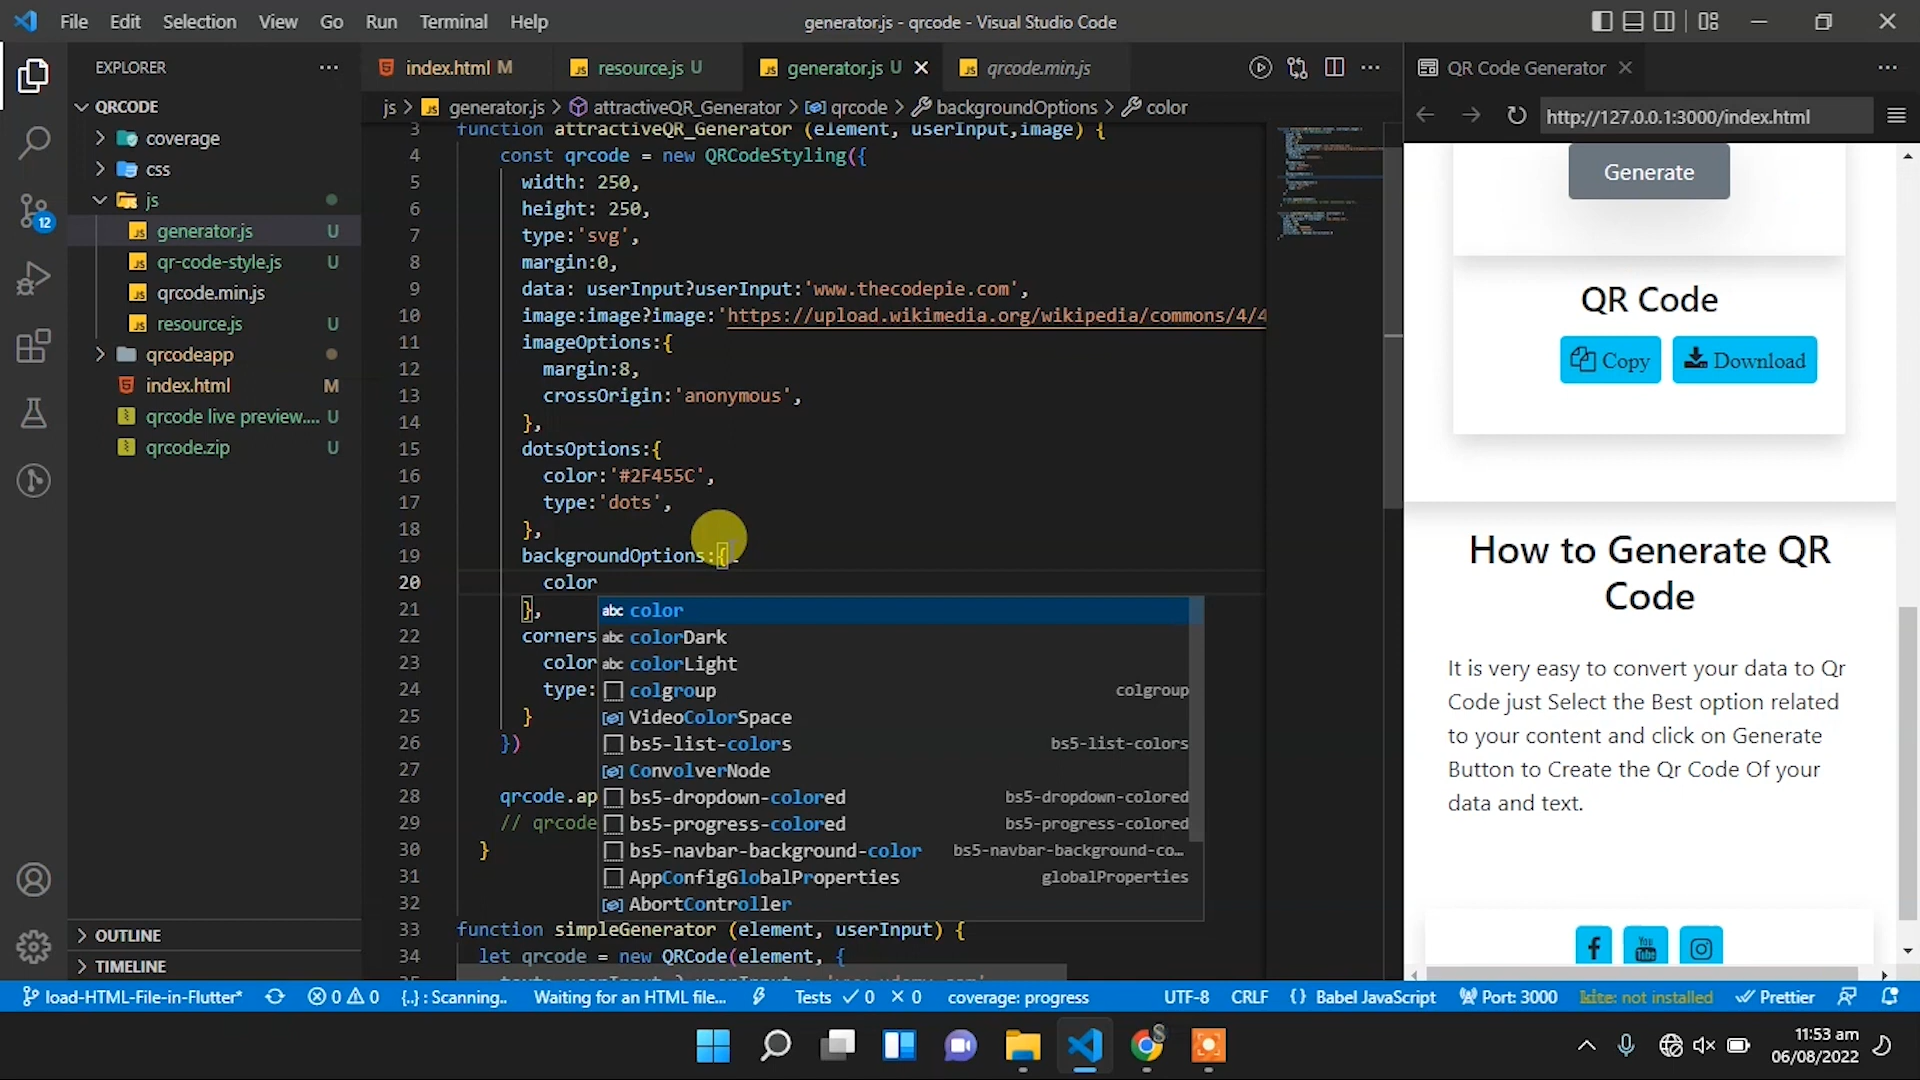 File Edit Selection View Go Run Terminal Help
generator.js - qrcode - Visual Studio Code
EXPLORER
QRCODE
coverage
css
js
generator.js U
qr-code-style.js U
qrcode.min.js
resource.js U
qrcodeapp
index.html M
qrcode live preview.... U
qrcode.zip U
OUTLINE
TIMELINE
12
index.html M resource.js U generator.js U qrcode.min.js
js > generator.js > attractiveQR_Generator > qrcode > backgroundOptions > color
3 function attractiveQR_Generator (element, userInput,image) {
4 const qrcode = new QRCodeStyling({
5 width: 250,
6 height: 250,
7 type:'svg',
8 margin:0,
9 data: userInput?userInput:'www.thecodepie.com',
10 image:image?image:'https://upload.wikimedia.org/wikipedia/commons/4/4
11 imageOptions:{
12 margin:8,
13 crossOrigin:'anonymous',
14 },
15 dotsOptions:{
16 color:'#2F455C',
17 type:'dots',
18 },
19 backgroundOptions:{
20 color
21 },
22 corners
23 color
24 type:
25 }
26 })
27
28 qrcode.ap
29 // qrcode
30 }
31
32
33 function simpleGenerator (element, userInput) {
34 let qrcode = new QRCode(element, {
abc color
abc colorDark
abc colorLight
colgroup colgroup
VideoColorSpace
bs5-list-colors bs5-list-colors
ConvolverNode
bs5-dropdown-colored bs5-dropdown-colored
bs5-progress-colored bs5-progress-colored
bs5-navbar-background-color bs5-navbar-background-co…
AppConfigGlobalProperties globalProperties
AbortController
QR Code Generator
http://127.0.0.1:3000/index.html
Generate
QR Code
Copy Download
How to Generate QR
Code
It is very easy to convert your data to Qr
Code just Select the Best option related
to your content and click on Generate
Button to Create the Qr Code Of your
data and text.
load-HTML-File-in-Flutter* 0 0 {..} : Scanning.. Waiting for an HTML file... Tests 0 0 coverage: progress UTF-8 CRLF {} Babel JavaScript Port: 3000 kite: not installed Prettier
11:53 am
06/08/2022